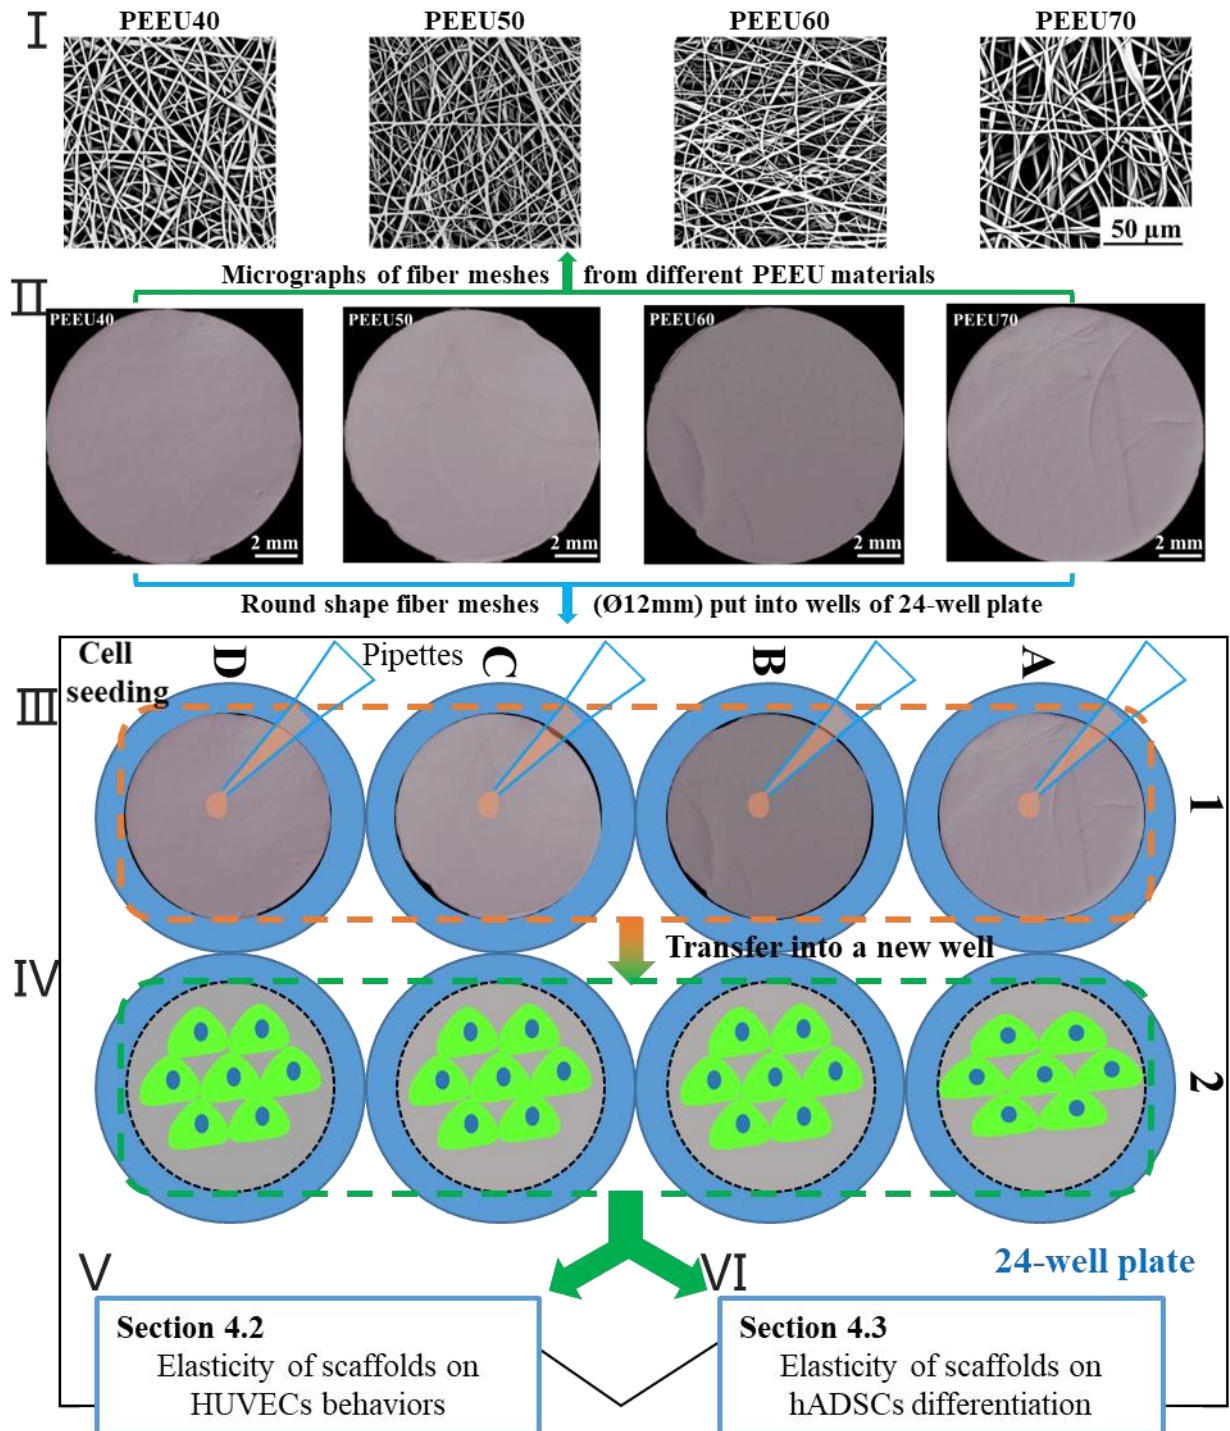 I
PEEU40
PEEU50
PEEU60
PEEU70
50 µm
Micrographs of fiber meshes from different PEEU materials
II
PEEU40
PEEU50
PEEU60
PEEU70
2 mm
2 mm
2 mm
2 mm
Round shape fiber meshes (Ø12mm) put into wells of 24-well plate
Cell
seeding
D
Pipettes
C
B
A
III
1
Transfer into a new well
IV
2
V
VI
24-well plate
Section 4.2
Elasticity of scaffolds on
HUVECs behaviors
Section 4.3
Elasticity of scaffolds on
hADSCs differentiation